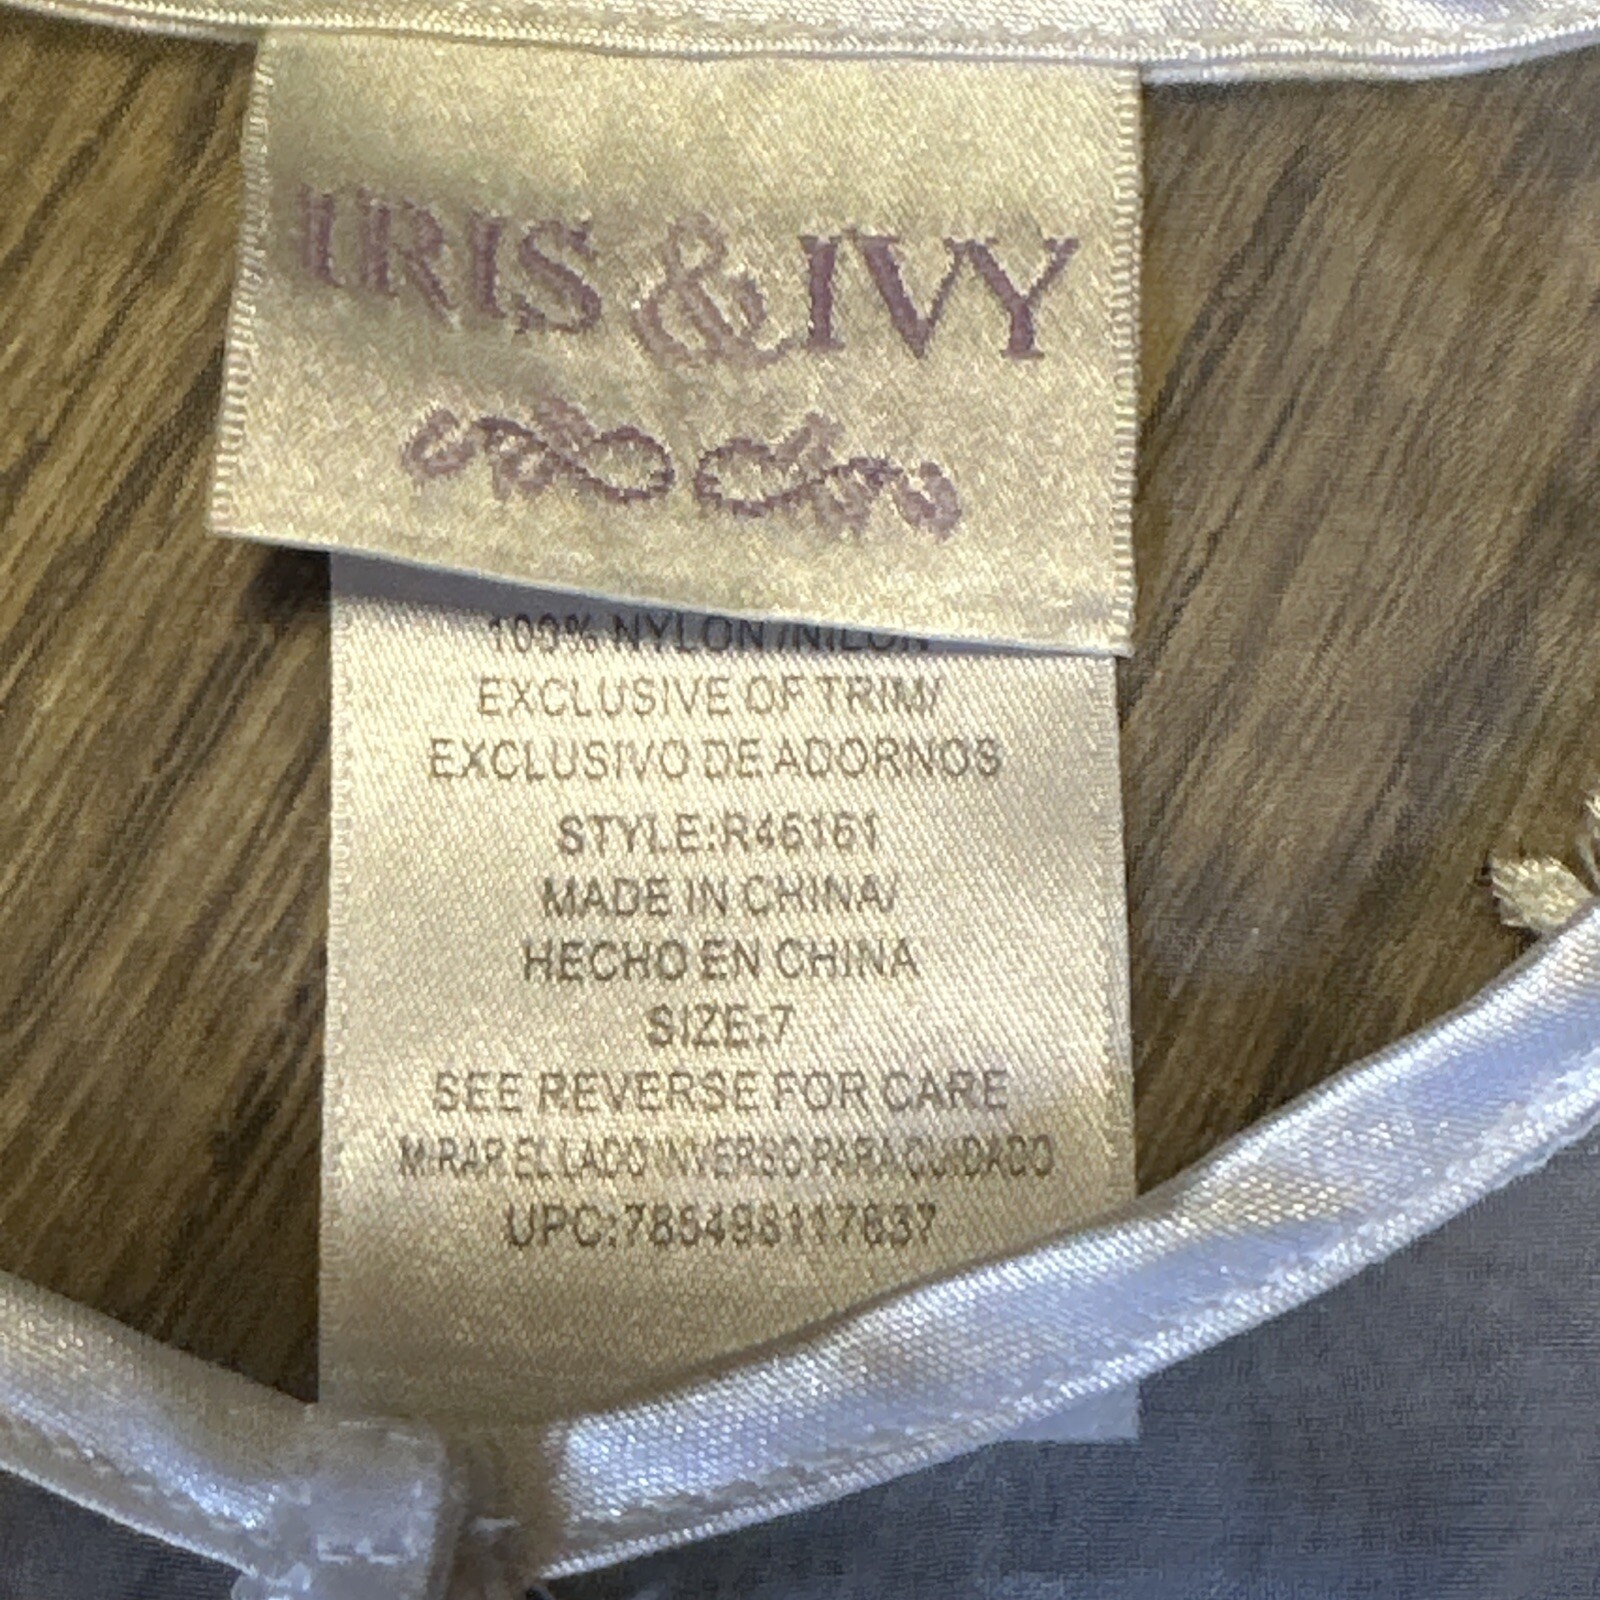 IRIS & IVY
100% NYLON /NILON
EXCLUSIVE OF TRIM/
EXCLUSIVO DE ADORNOS
STYLE:R46161
MADE IN CHINA/
HECHO EN CHINA
SIZE:7
SEE REVERSE FOR CARE
MIRAR EL LADO INVERSO PARA CUIDADO
UPC:785498117637